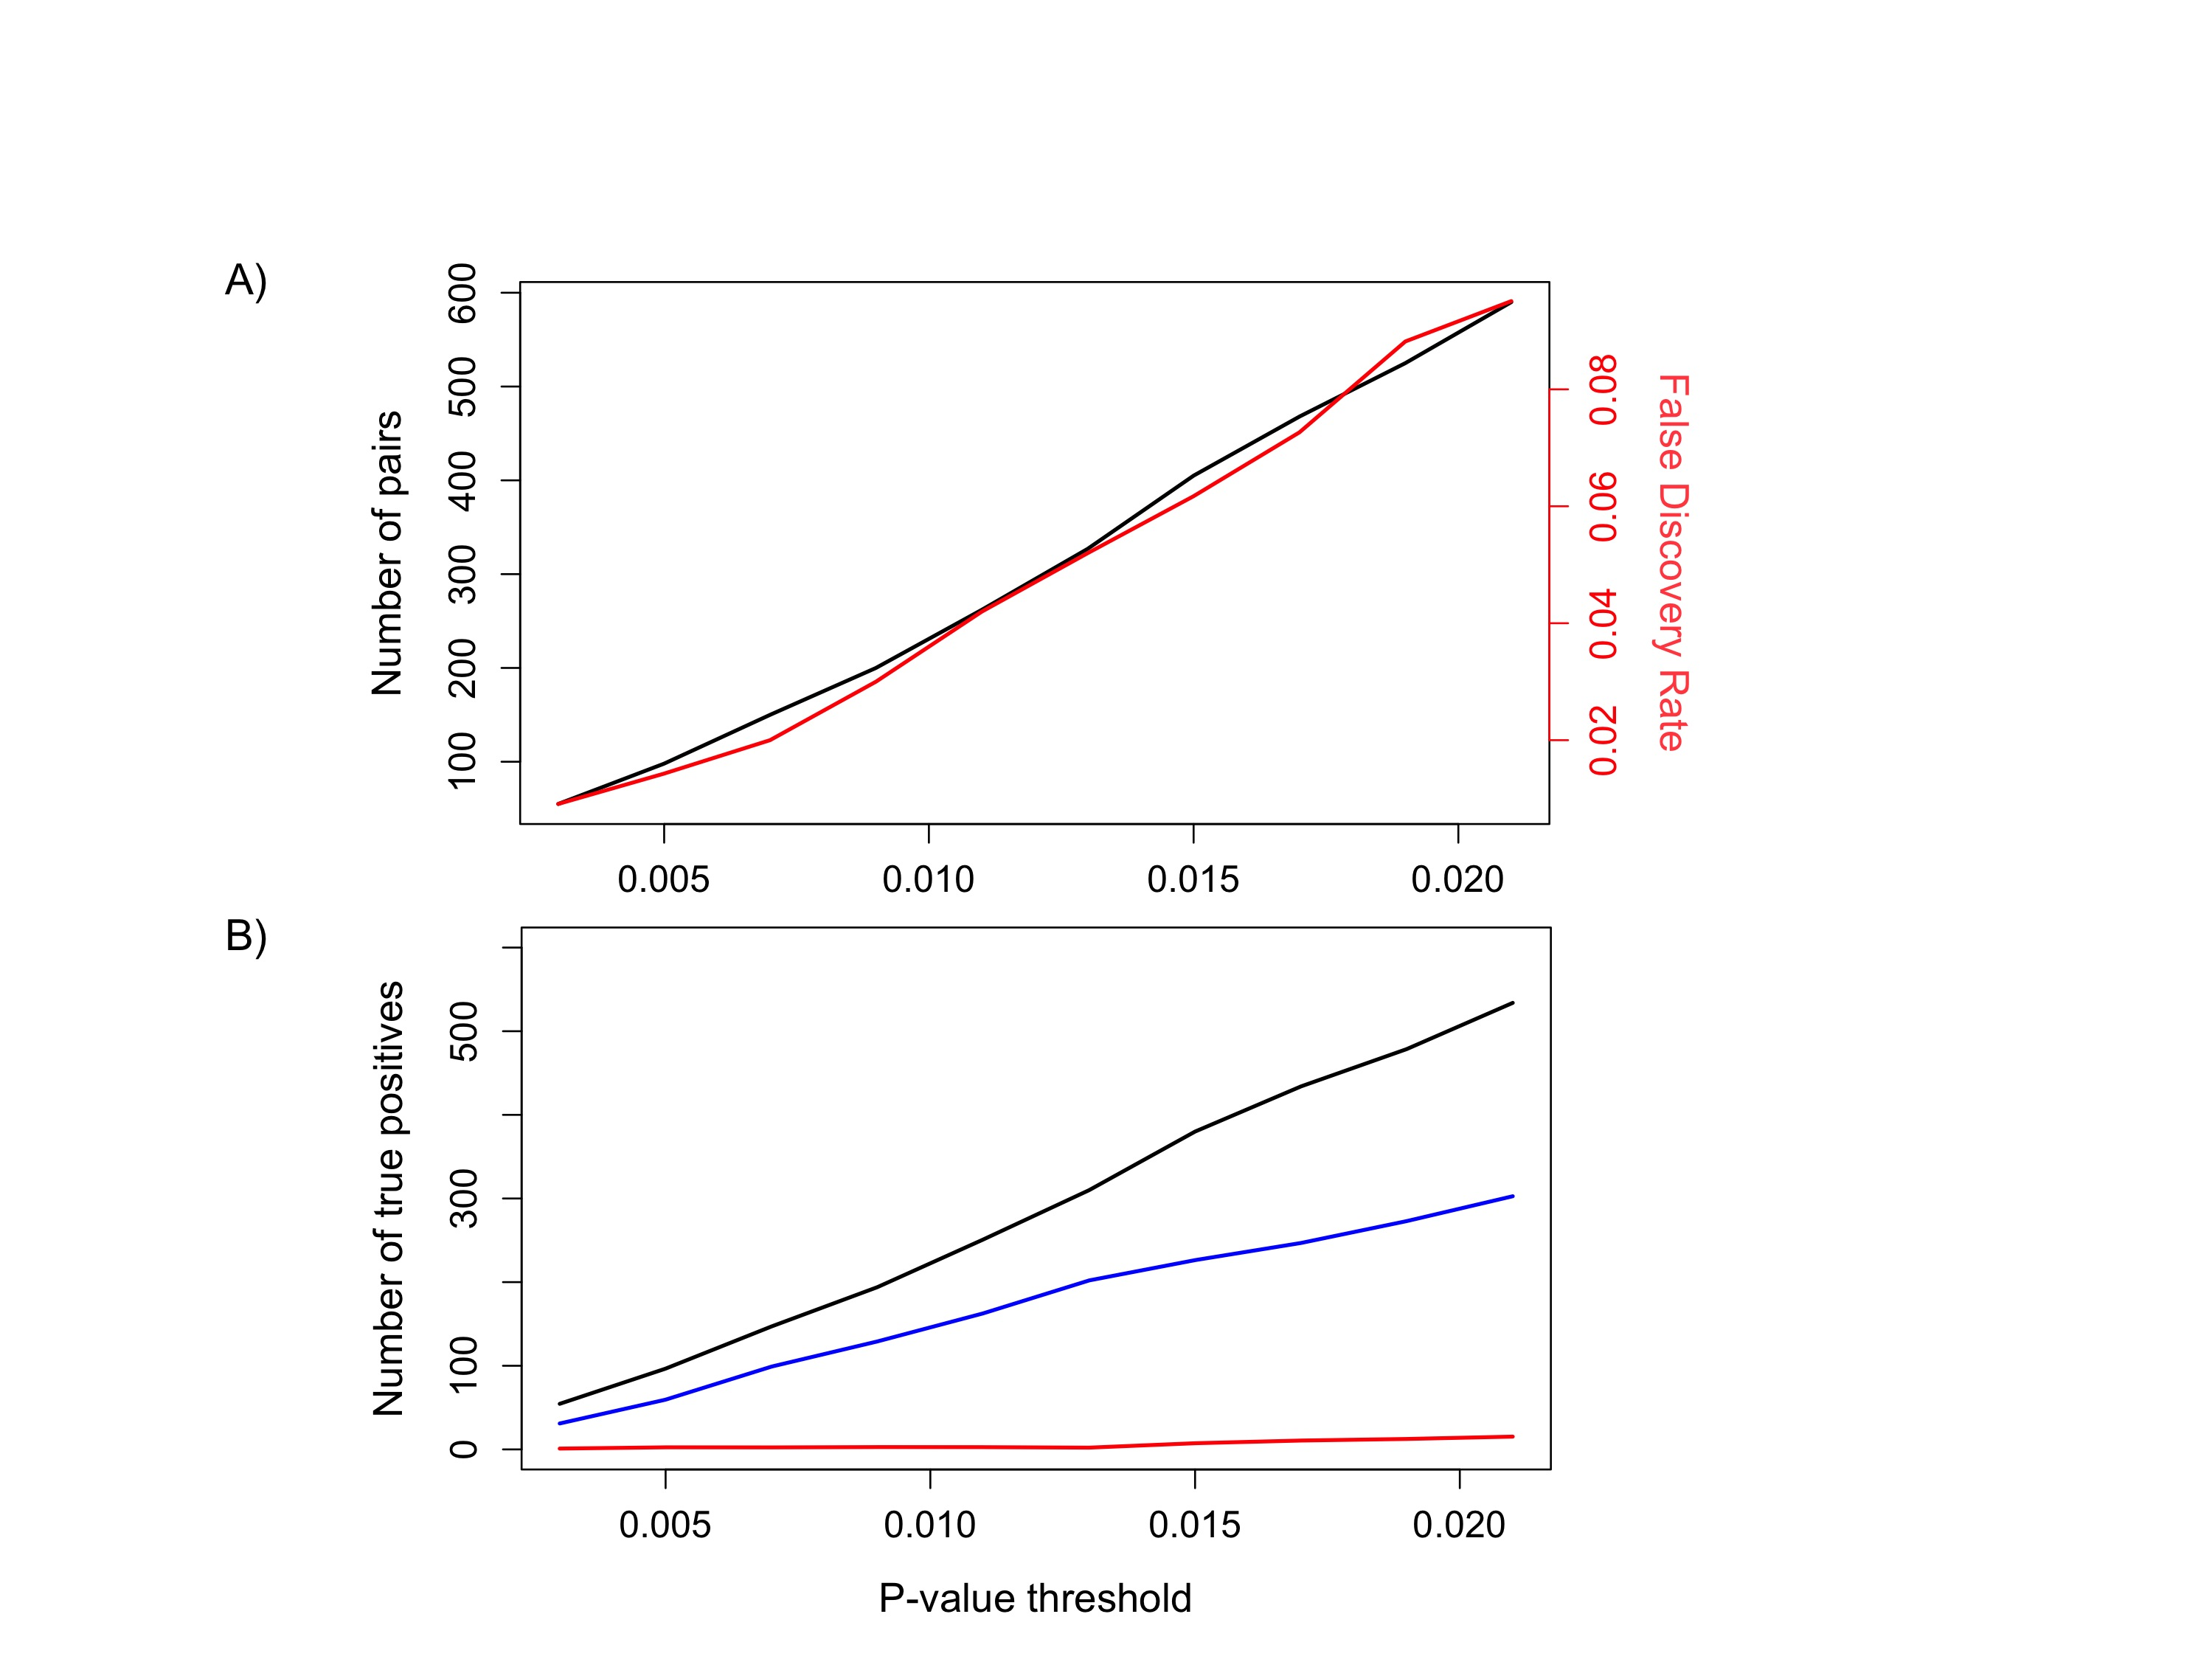 A)
Number of pairs
600
500
400
300
200
100
0.08
0.06
0.04
0.02
False Discovery Rate
0.005 0.010 0.015 0.020
B)
Number of true positives
500
300
100
0
0.005 0.010 0.015 0.020
P-value threshold